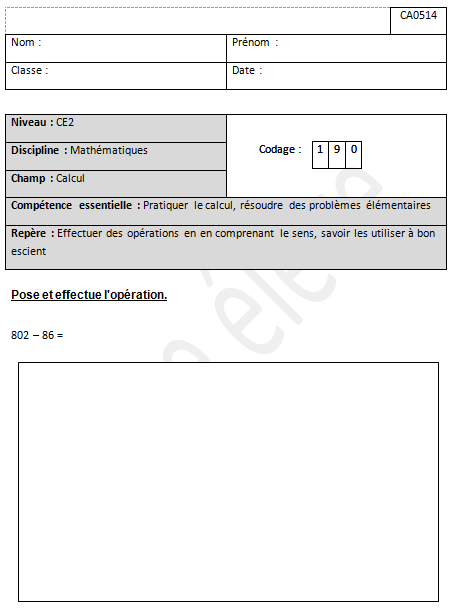 CA0514
Nom :
Prénom :
Classe :
Date :
Niveau : CE2
Discipline : Mathématiques
Codage : 1 9 0
Champ : Calcul
Compétence essentielle : Pratiquer le calcul, résoudre des problèmes élémentaires
Repère : Effectuer des opérations en en comprenant le sens, savoir les utiliser à bon
escient
Pose et effectue l'opération.
802 – 86 =